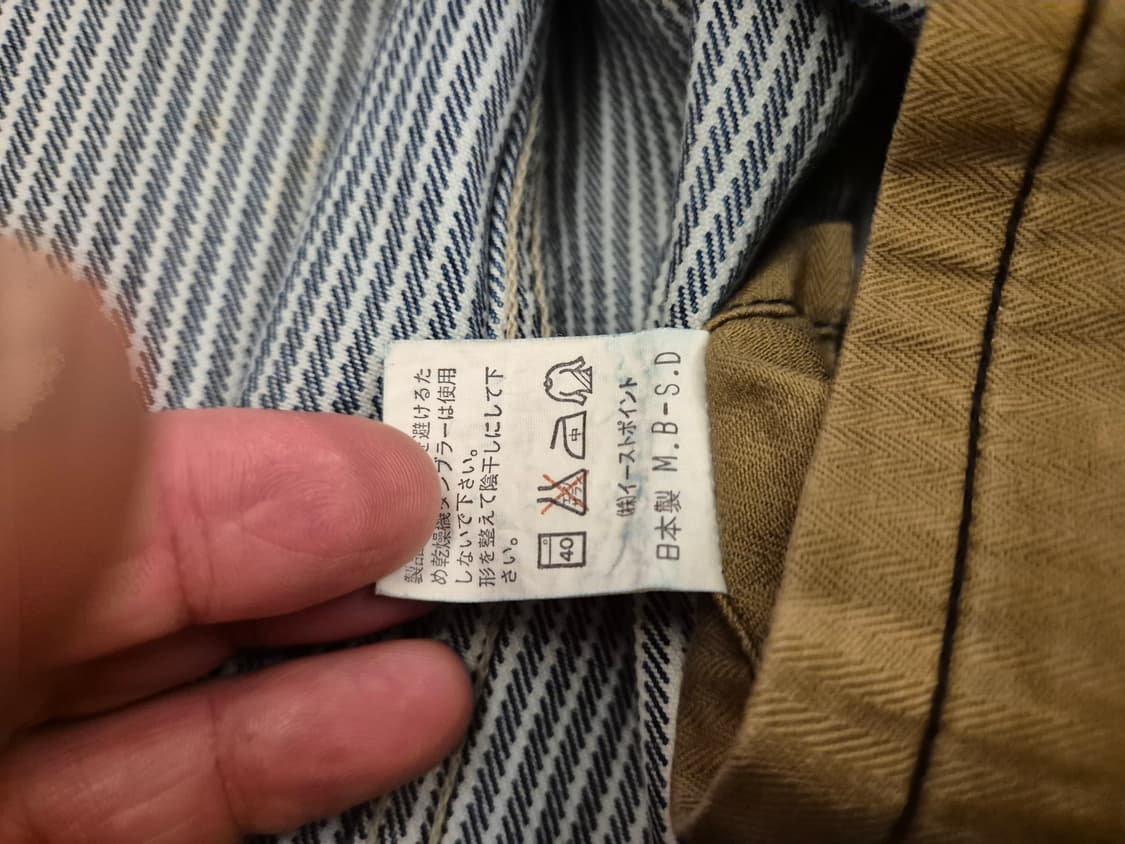 避けるた
め乾燥機タンブラーは使用
しないで下さい。
形を整えて陰干しにして下
さい。
40 中
㈱イーストポイント
日本製 M.B-S.D